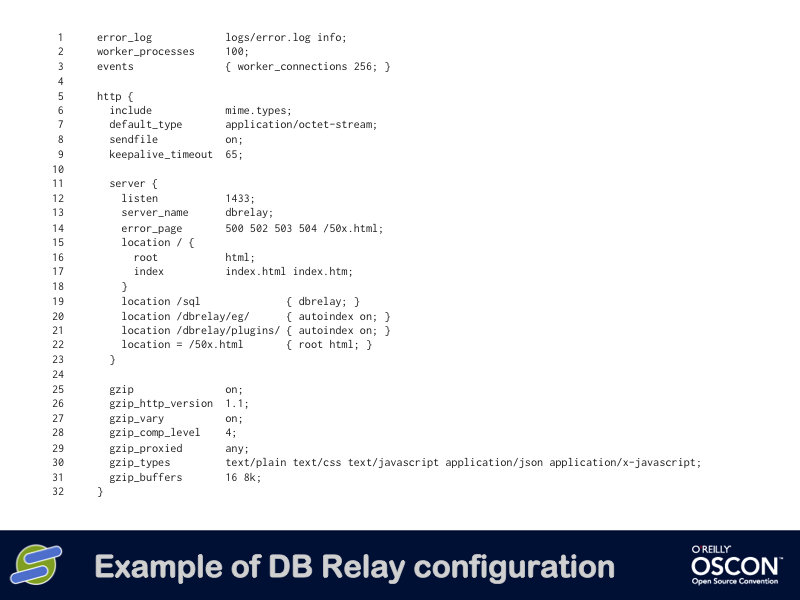 1 error_log logs/error.log info;
2 worker_processes 100;
3 events { worker_connections 256; }
4
5 http {
6 include mime.types;
7 default_type application/octet-stream;
8 sendfile on;
9 keepalive_timeout 65;
10
11 server {
12 listen 1433;
13 server_name dbrelay;
14 error_page 500 502 503 504 /50x.html;
15 location / {
16 root html;
17 index index.html index.htm;
18 }
19 location /sql { dbrelay; }
20 location /dbrelay/eg/ { autoindex on; }
21 location /dbrelay/plugins/ { autoindex on; }
22 location = /50x.html { root html; }
23 }
24
25 gzip on;
26 gzip_http_version 1.1;
27 gzip_vary on;
28 gzip_comp_level 4;
29 gzip_proxied any;
30 gzip_types text/plain text/css text/javascript application/json application/x-javascript;
31 gzip_buffers 16 8k;
32 }
Example of DB Relay configuration
O'REILLY
OSCON™
Open Source Convention